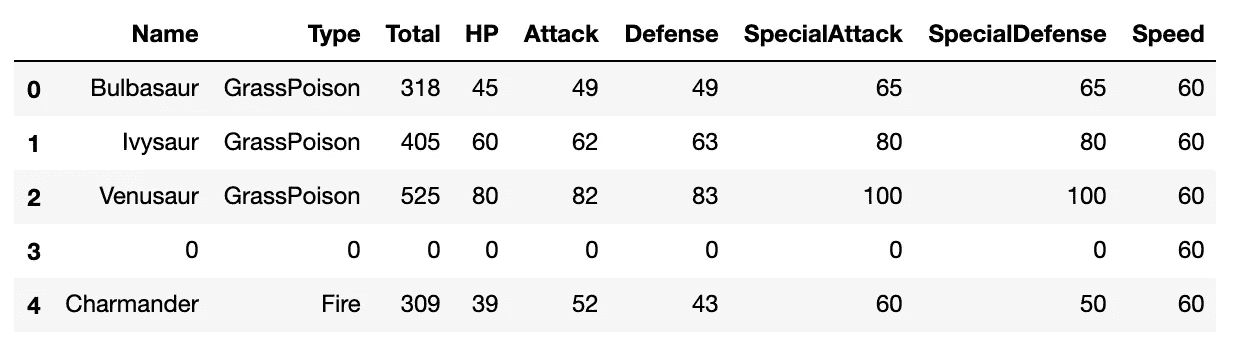 Name Type Total HP Attack Defense SpecialAttack SpecialDefense Speed
0 Bulbasaur GrassPoison 318 45 49 49 65 65 60
1 Ivysaur GrassPoison 405 60 62 63 80 80 60
2 Venusaur GrassPoison 525 80 82 83 100 100 60
3 0 0 0 0 0 0 0 0 60
4 Charmander Fire 309 39 52 43 60 50 60